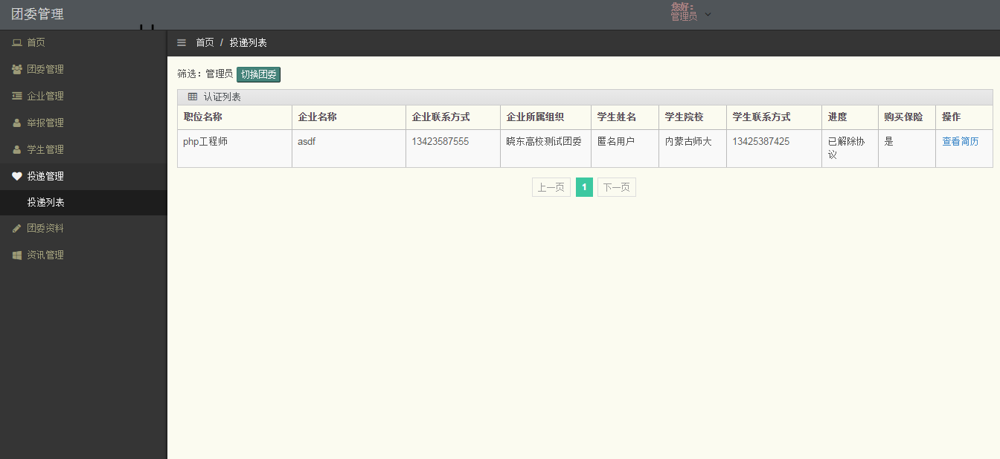 团委管理
您好：
管理员
首页
团委管理
企业管理
举报管理
学生管理
投递管理
投递列表
团委资料
资讯管理
首页 / 投递列表
筛选：管理员 切换团委
认证列表
职位名称 企业名称 企业联系方式 企业所属组织 学生姓名 学生院校 学生联系方式 进度 购买保险 操作
php工程师 asdf 13423587555 晓东高校测试团委 匿名用户 内蒙古师大 13425387425 已解除协 是 查看简历
议
上一页 1 下一页